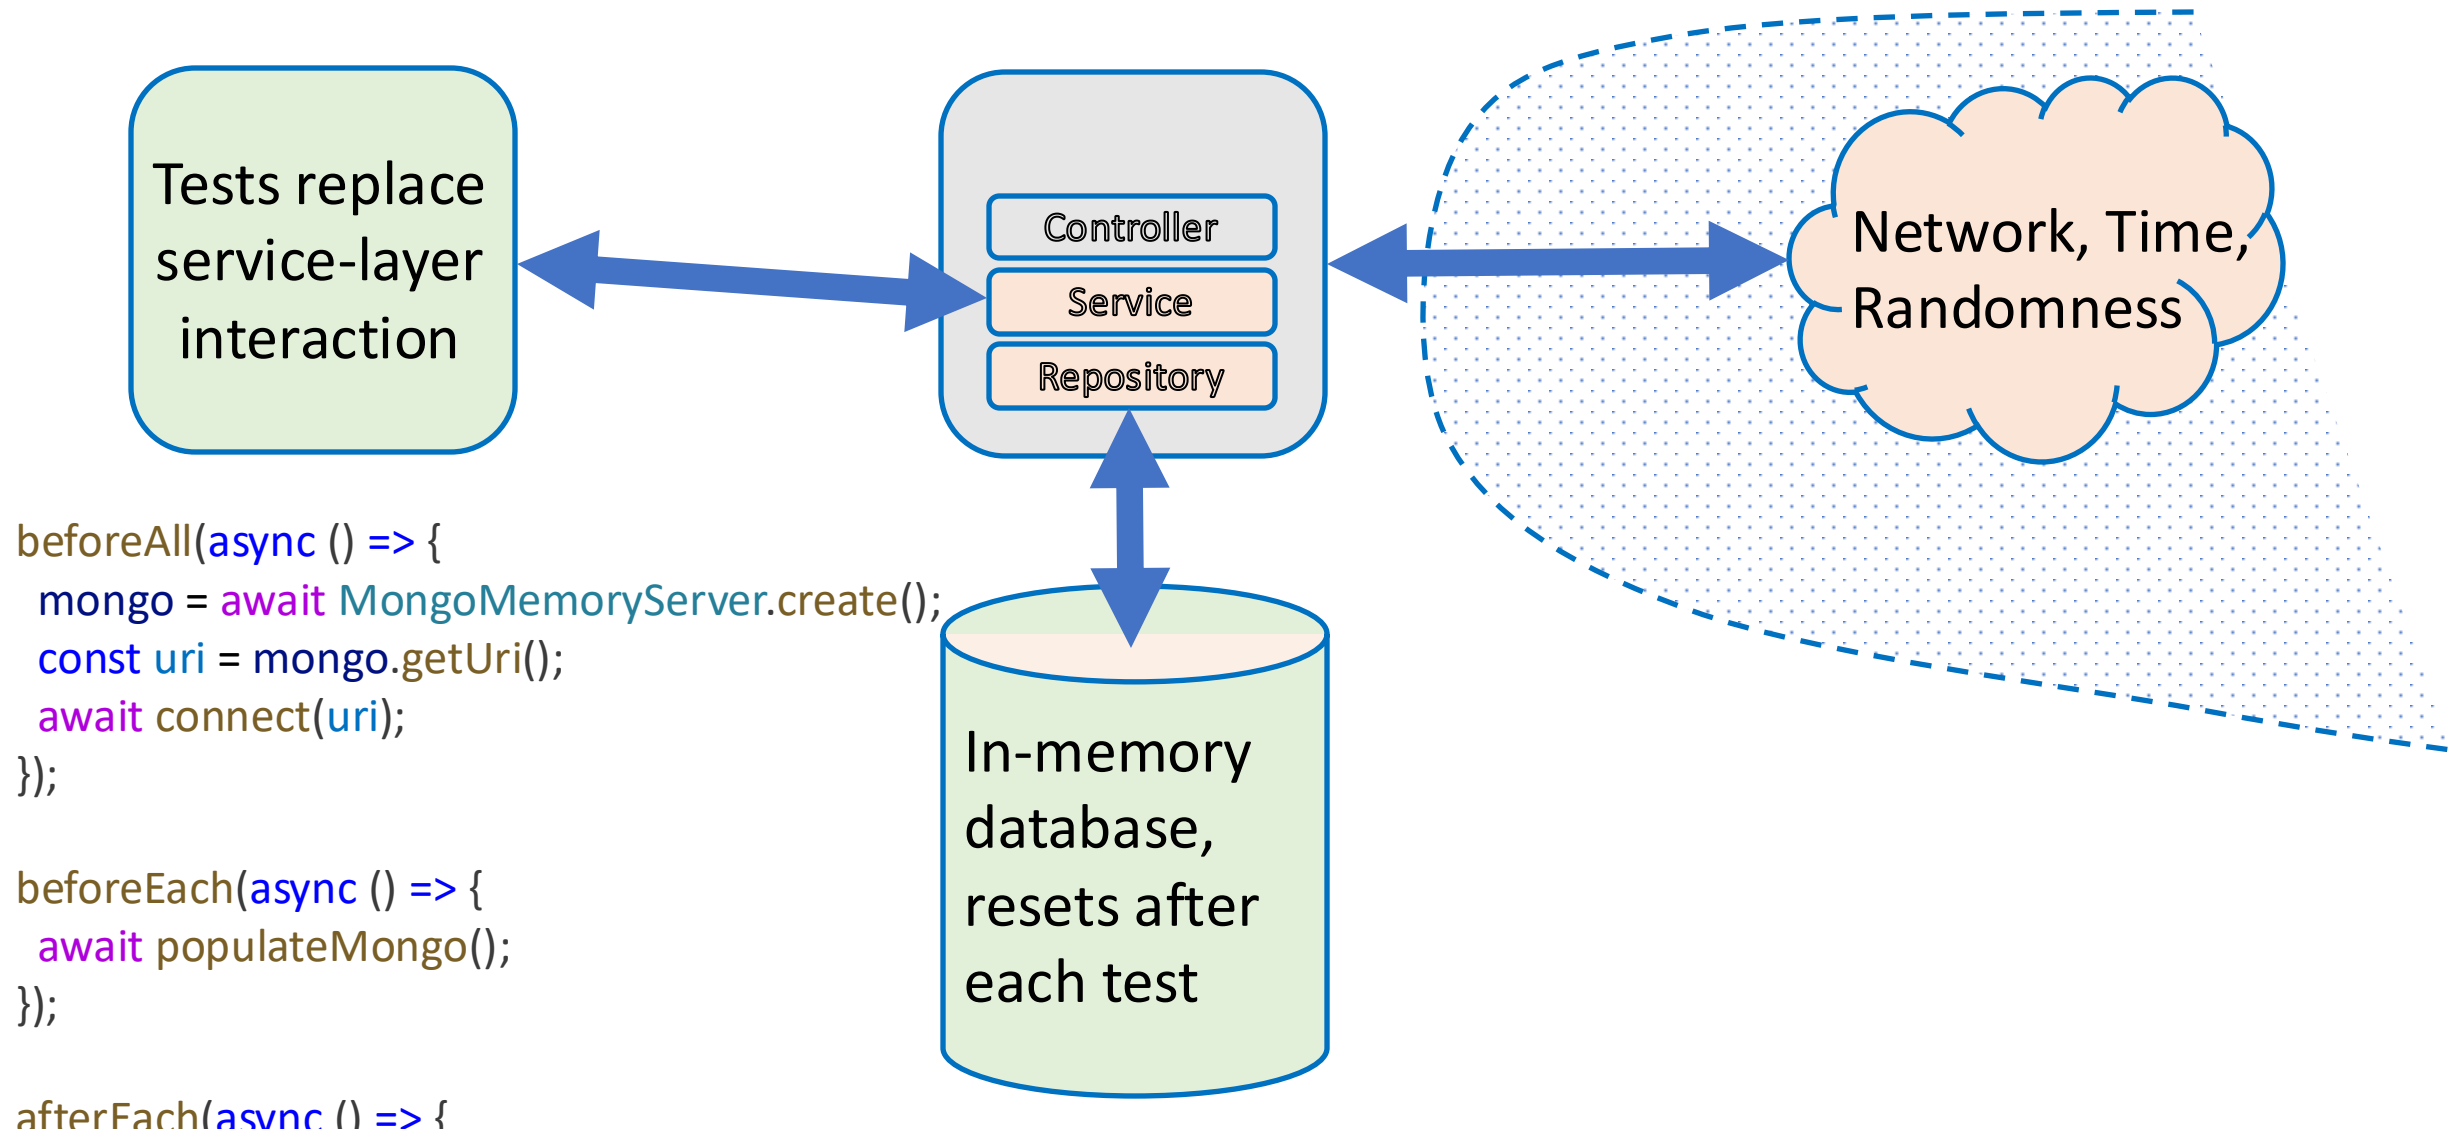 Tests replace
service-layer
interaction
Controller
Service
Repository
Network, Time,
Randomness
In-memory
database,
resets after
each test
beforeAll(async () => {
  mongo = await MongoMemoryServer.create();
  const uri = mongo.getUri();
  await connect(uri);
});

beforeEach(async () => {
  await populateMongo();
});

afterEach(async () => {